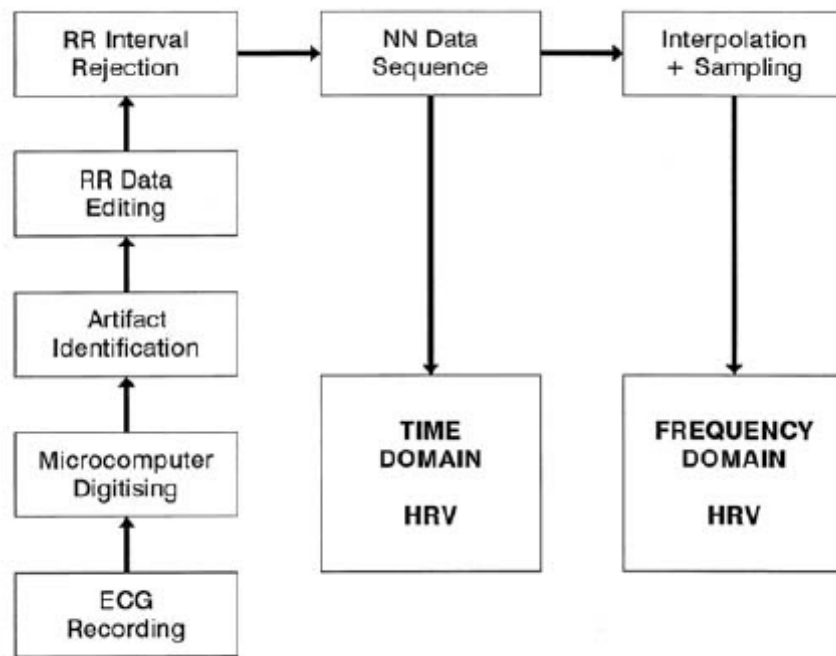 RR Interval
Rejection
NN Data
Sequence
Interpolation
+ Sampling
RR Data
Editing
Artifact
Identification
Microcomputer
Digitising
ECG
Recording
TIME
DOMAIN
HRV
FREQUENCY
DOMAIN
HRV